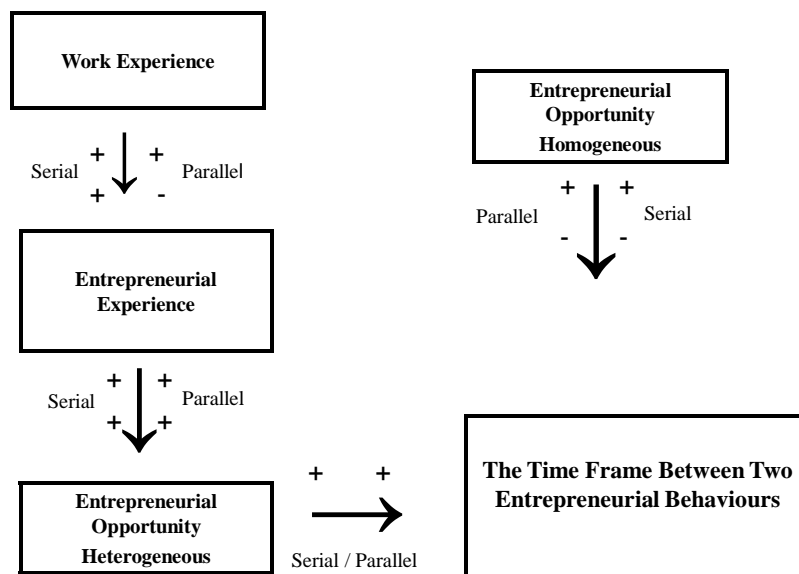 Work Experience
+ +
Serial Parallel
+ -
Entrepreneurial
Experience
+ +
Serial Parallel
+ +
Entrepreneurial
Opportunity
Heterogeneous
+ +
Serial / Parallel
Entrepreneurial
Opportunity
Homogeneous
+ +
Parallel Serial
- -
The Time Frame Between Two
Entrepreneurial Behaviours